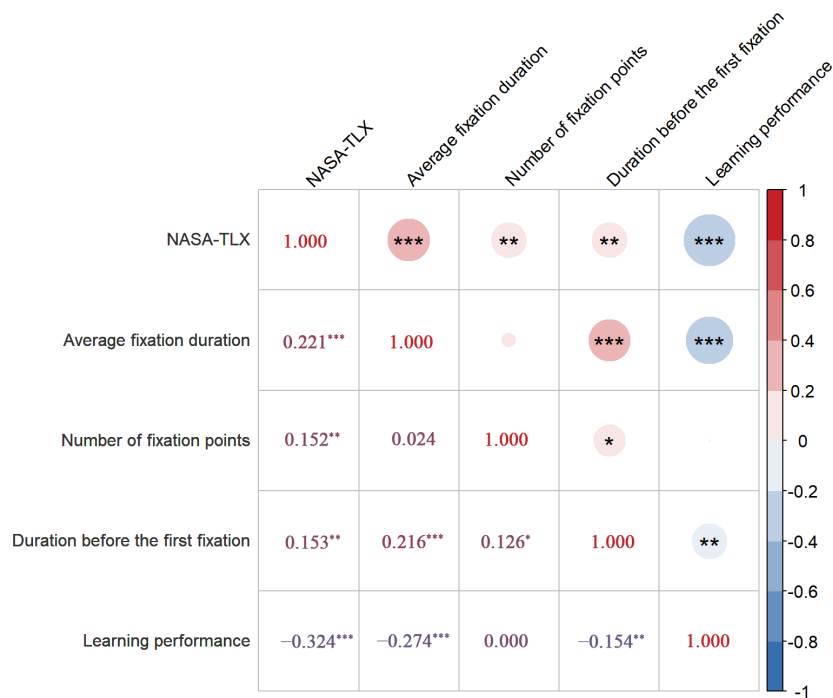 NASA-TLX
Average fixation duration
Number of fixation points
Duration before the first fixation
Learning performance
NASA-TLX 1.000 *** ** ** ***
Average fixation duration 0.221*** 1.000 *** ***
Number of fixation points 0.152** 0.024 1.000 *
Duration before the first fixation 0.153** 0.216*** 0.126* 1.000 **
Learning performance −0.324*** −0.274*** 0.000 −0.154** 1.000
1
0.8
0.6
0.4
0.2
0
-0.2
-0.4
-0.6
-0.8
-1